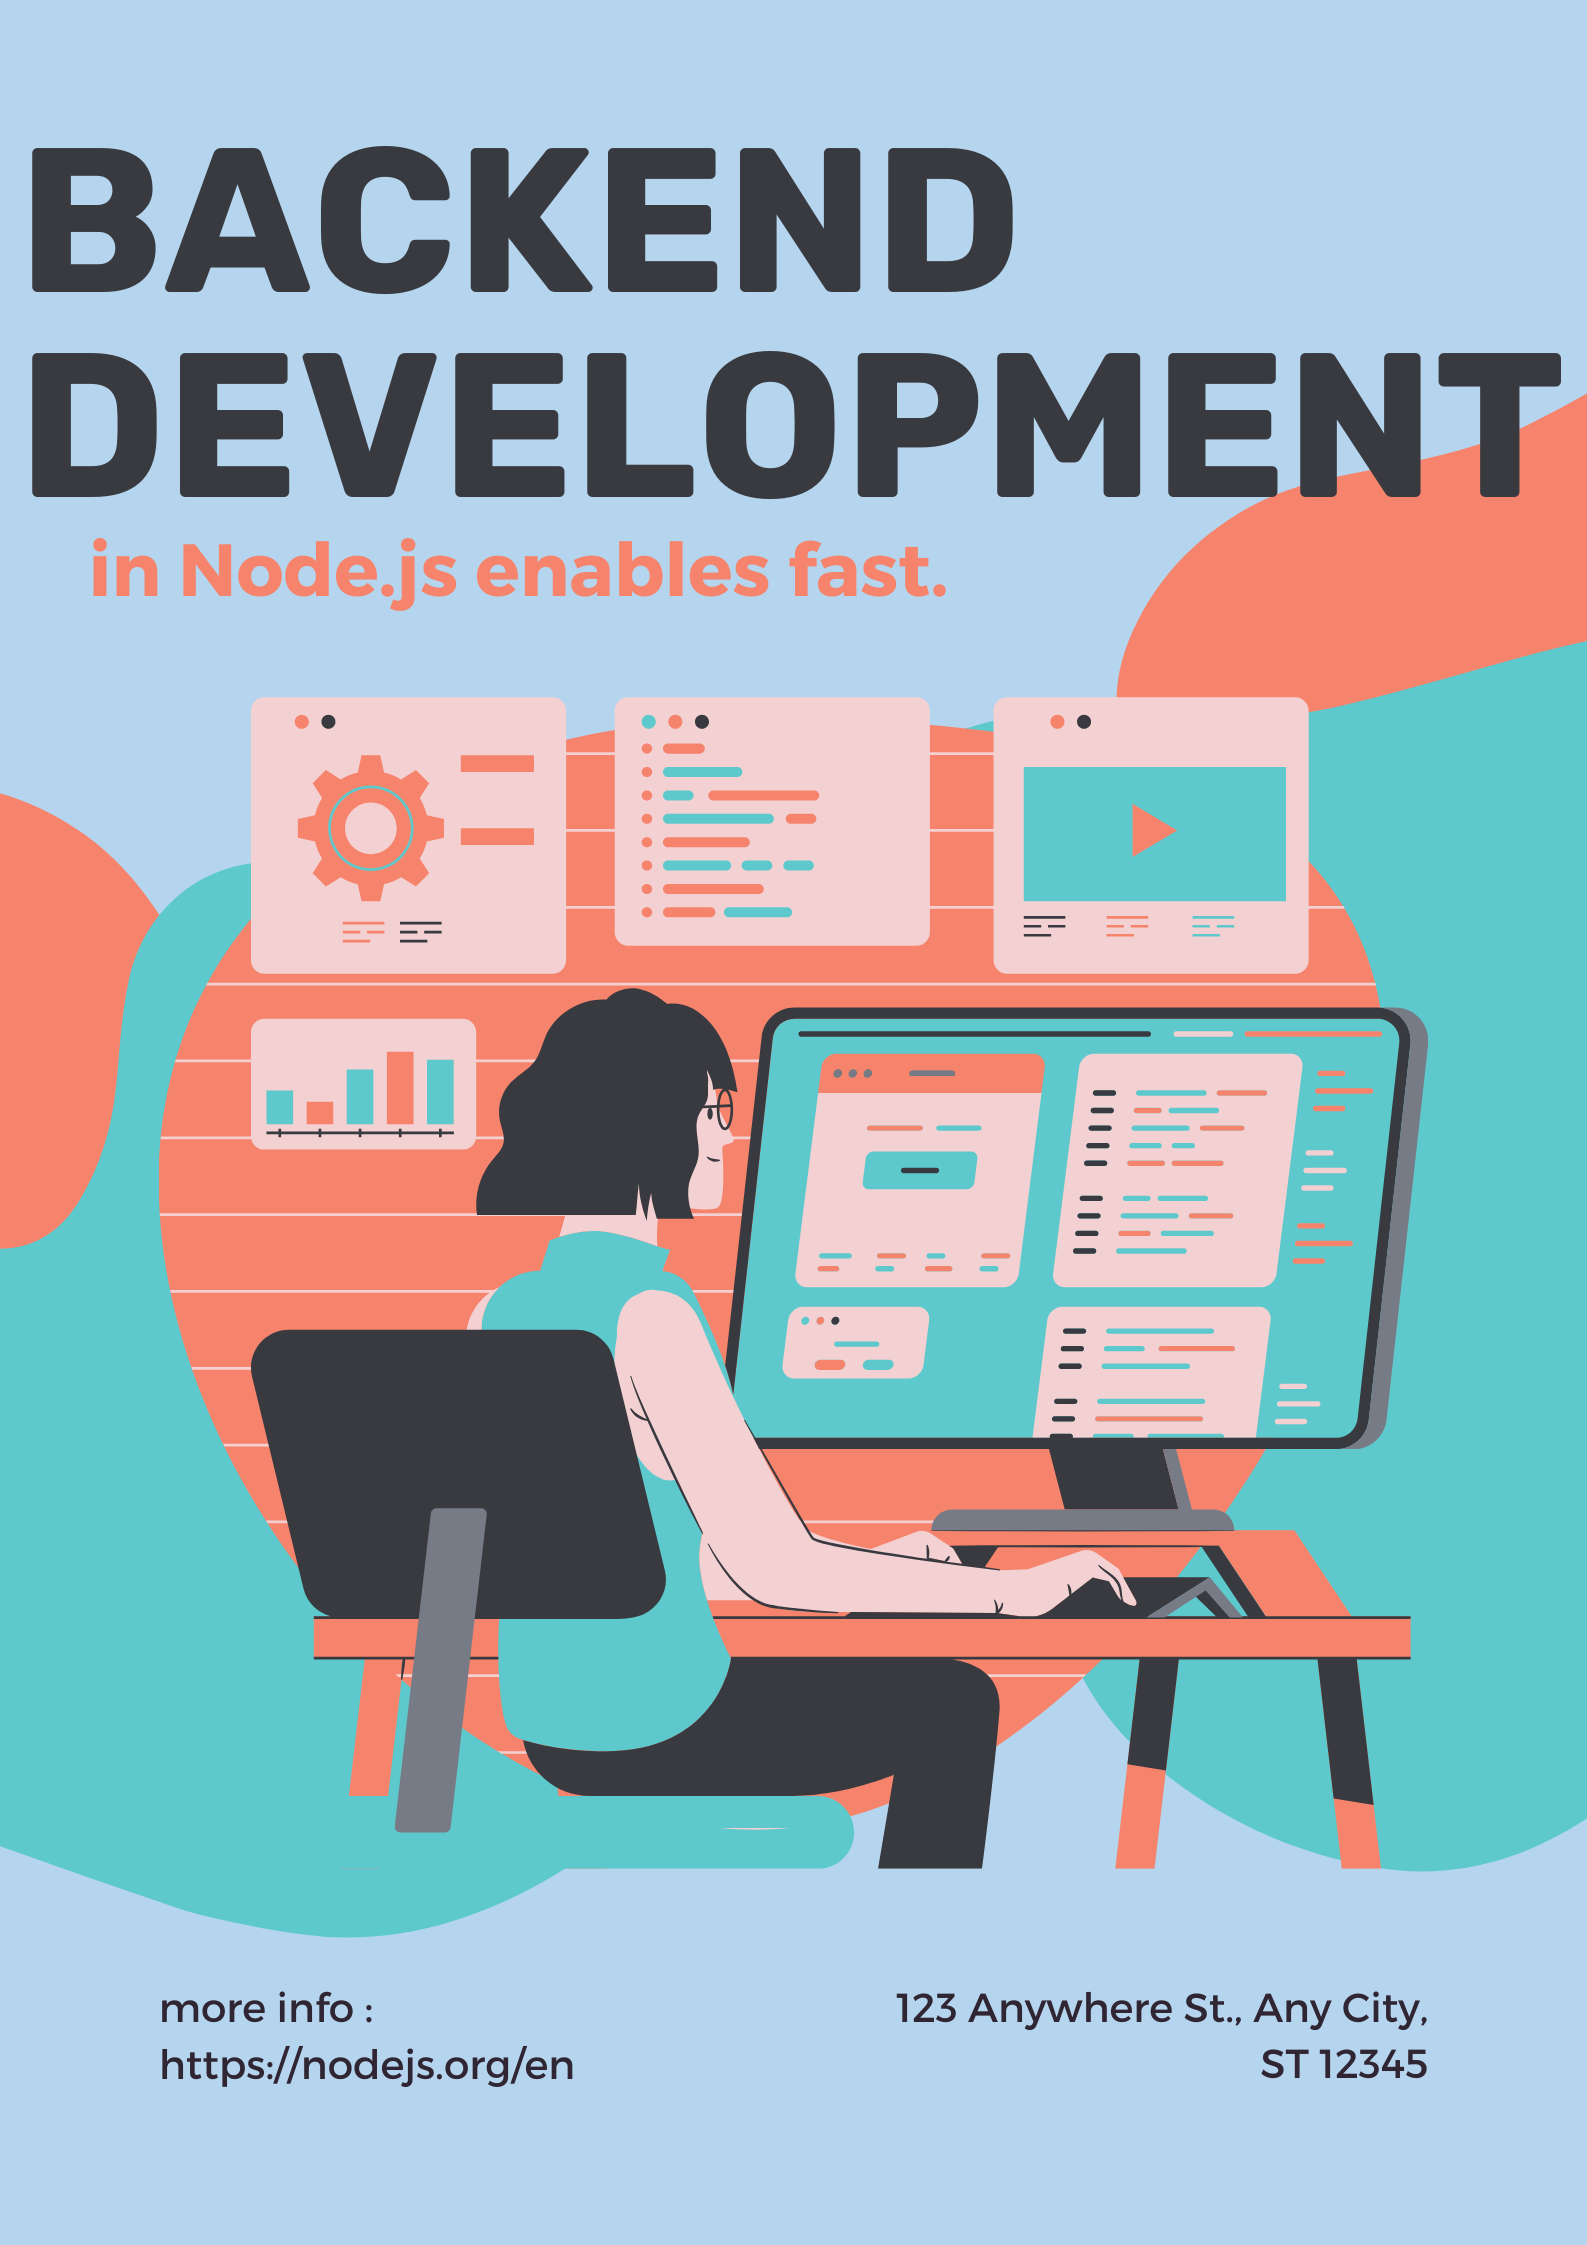 BACKEND
DEVELOPMENT
in Node.js enables fast.
more info :
https://nodejs.org/en
123 Anywhere St., Any City,
ST 12345